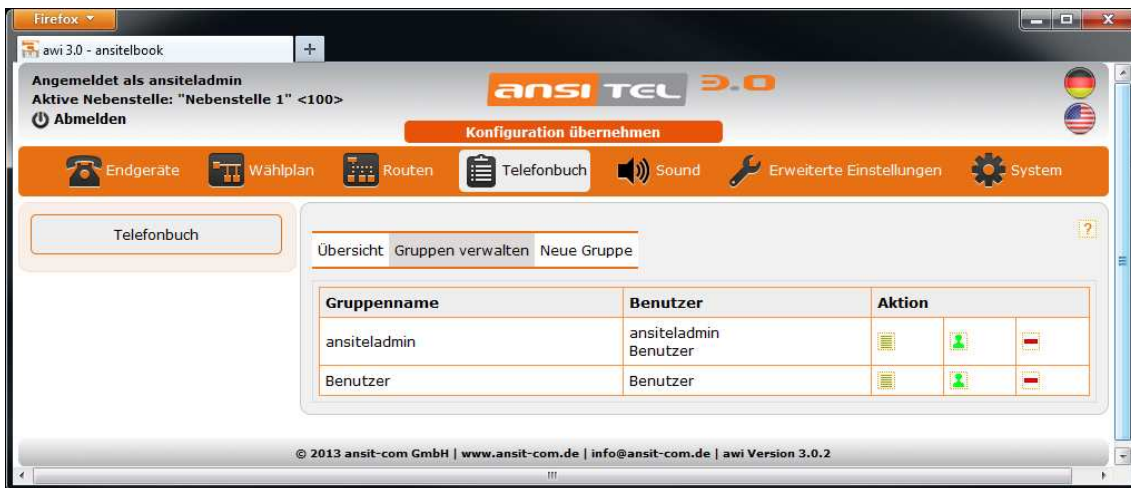 Firefox
awi 3.0 - ansitelbook
Angemeldet als ansiteladmin
Aktive Nebenstelle: "Nebenstelle 1" <100>
Abmelden
ansi TEL 3.0
Konfiguration übernehmen
Endgeräte Wählplan Routen Telefonbuch Sound Erweiterte Einstellungen System
Telefonbuch
?
Übersicht Gruppen verwalten Neue Gruppe
Gruppenname Benutzer Aktion
ansiteladmin ansiteladmin
Benutzer
Benutzer Benutzer
© 2013 ansit-com GmbH | www.ansit-com.de | info@ansit-com.de | awi Version 3.0.2